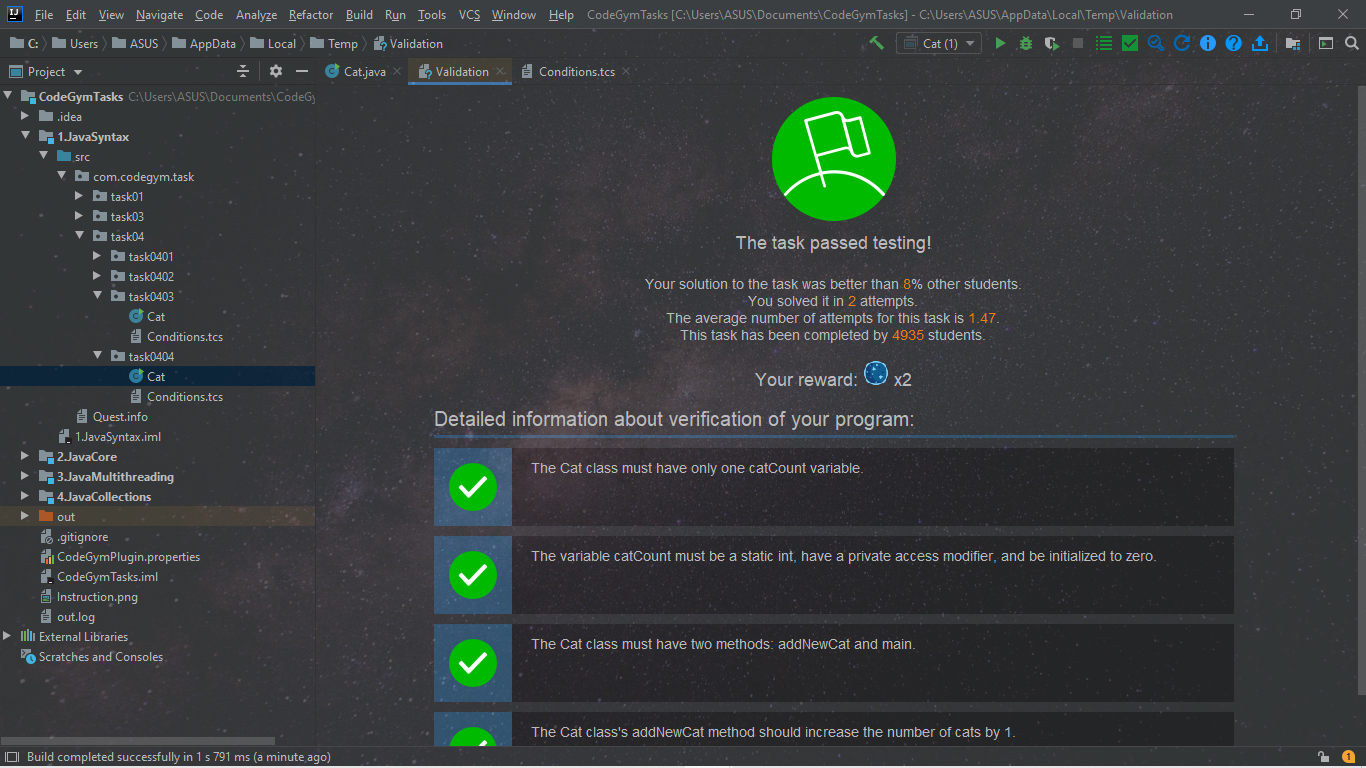 File Edit View Navigate Code Analyze Refactor Build Run Tools VCS Window Help CodeGymTasks [C:\Users\ASUS\Documents\CodeGymTasks] - C:\Users\ASUS\AppData\Local\Temp\Validation
C: Users ASUS AppData Local Temp Validation Cat (1)
Project Cat.java Validation Conditions.tcs
CodeGymTasks C:\Users\ASUS\Documents\CodeGy
.idea
1.JavaSyntax
src
com.codegym.task
task01
task03
task04
task0401
task0402
task0403
Cat
Conditions.tcs
task0404
Cat
Conditions.tcs
Quest.info
1.JavaSyntax.iml
2.JavaCore
3.JavaMultithreading
4.JavaCollections
out
.gitignore
CodeGymPlugin.properties
CodeGymTasks.iml
Instruction.png
out.log
External Libraries
Scratches and Consoles
The task passed testing!
Your solution to the task was better than 8% other students.
You solved it in 2 attempts.
The average number of attempts for this task is 1.47.
This task has been completed by 4935 students.
Your reward: x2
Detailed information about verification of your program:
The Cat class must have only one catCount variable.
The variable catCount must be a static int, have a private access modifier, and be initialized to zero.
The Cat class must have two methods: addNewCat and main.
The Cat class's addNewCat method should increase the number of cats by 1.
Build completed successfully in 1 s 791 ms (a minute ago) 1